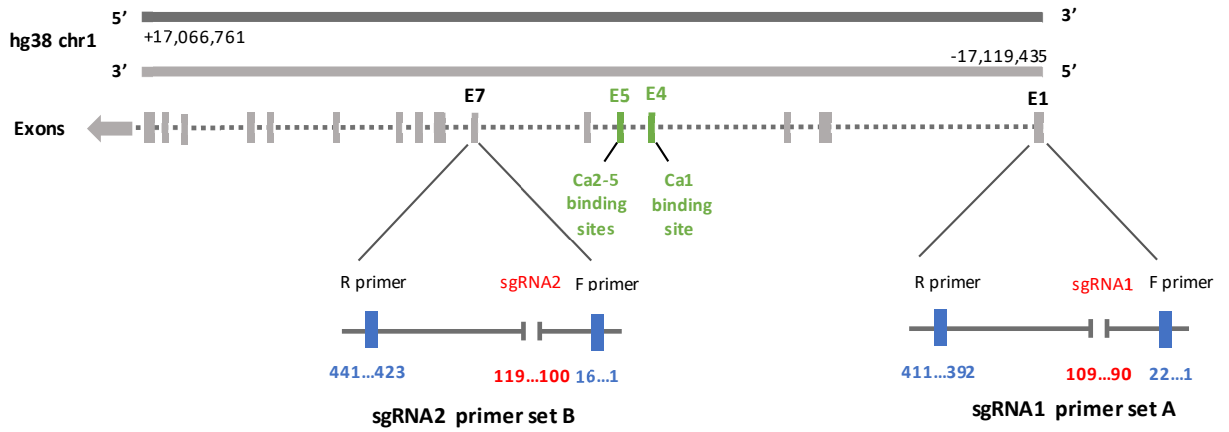 5’ 3’
hg38 chr1
+17,066,761
-17,119,435
3’ 5’
E7 E5 E4 E1
Exons
Ca2-5 binding sites
Ca1 binding site
R primer sgRNA2 F primer
441...423 119...100 16...1
sgRNA2 primer set B
R primer sgRNA1 F primer
411...392 109...90 22...1
sgRNA1 primer set A